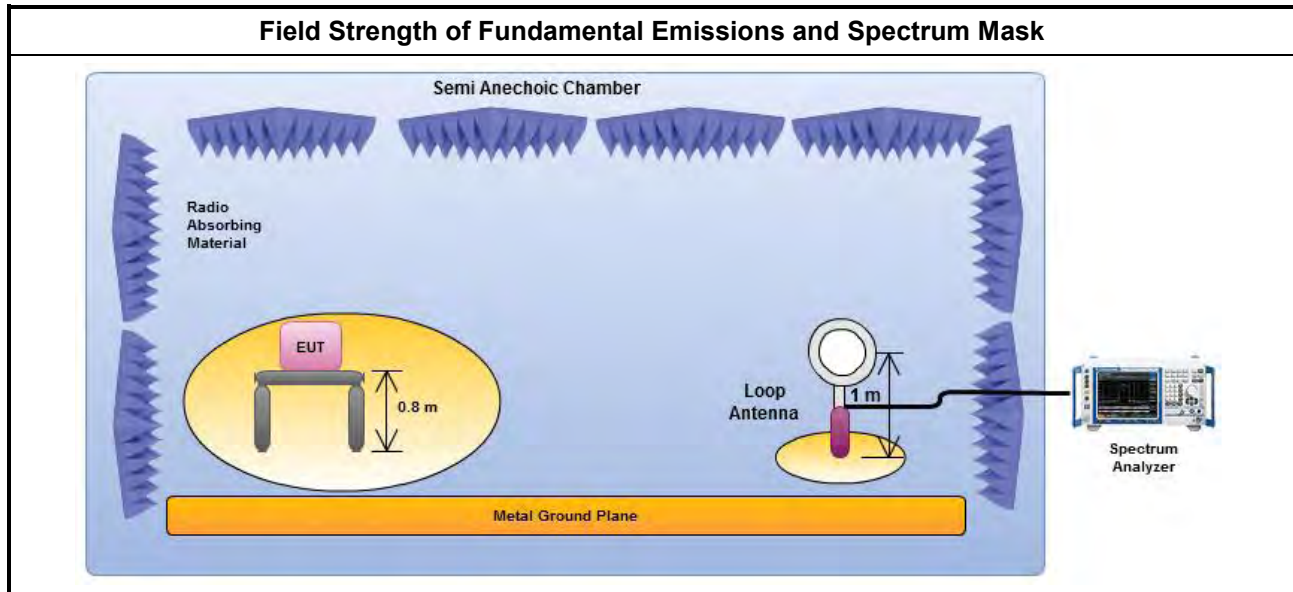 Field Strength of Fundamental Emissions and Spectrum Mask
Semi Anechoic Chamber
Radio
Absorbing
Material
EUT
0.8 m
Loop
Antenna
1 m
Spectrum
Analyzer
Metal Ground Plane